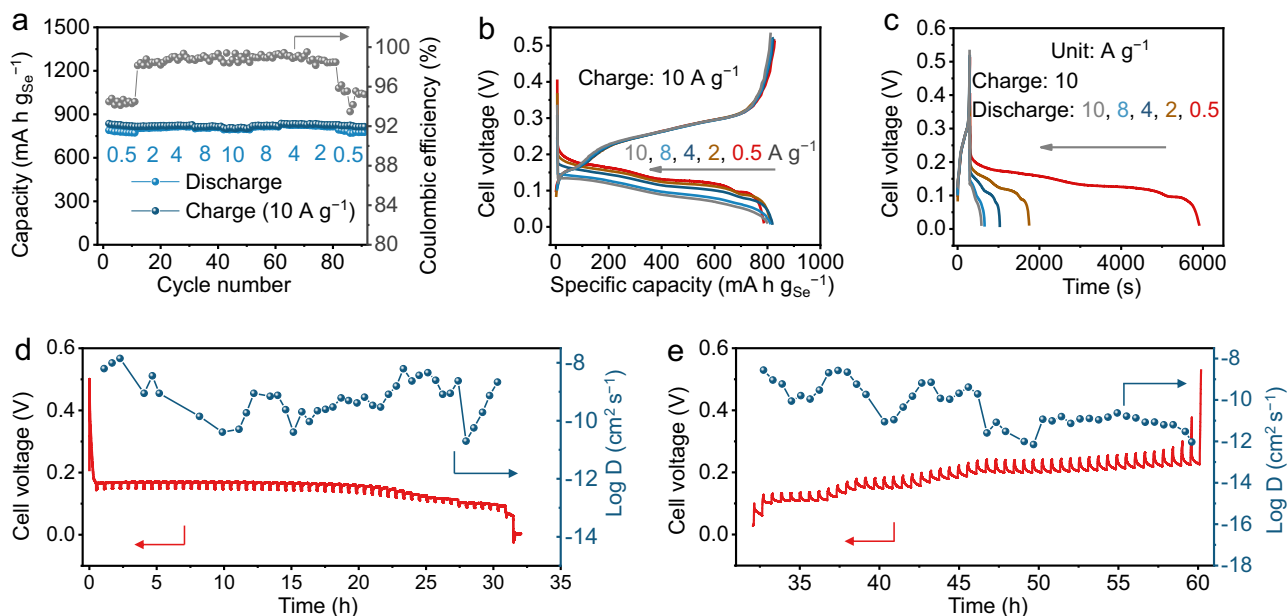 a
1500
1200
900
600
300
0
Capacity (mA h gSe⁻¹)
0.5 2 4 8 10 8 4 2 0.5
Discharge
Charge (10 A g⁻¹)
0 20 40 60 80
Cycle number
100
96
92
88
84
80
Coulombic efficiency (%)
b
0.5
0.4
0.3
0.2
0.1
0.0
Cell voltage (V)
Charge: 10 A g⁻¹
10, 8, 4, 2, 0.5 A g⁻¹
0 200 400 600 800 1000
Specific capacity (mA h gSe⁻¹)
c
0.6
0.5
0.4
0.3
0.2
0.1
0.0
Cell voltage (V)
Unit: A g⁻¹
Charge: 10
Discharge: 10, 8, 4, 2, 0.5
0 2000 4000 6000
Time (s)
d
0.6
0.4
0.2
0.0
Cell voltage (V)
0 5 10 15 20 25 30 35
Time (h)
-8
-10
-12
-14
Log D (cm² s⁻¹)
e
0.6
0.4
0.2
0.0
Cell voltage (V)
35 40 45 50 55 60
Time (h)
-8
-10
-12
-14
-16
-18
Log D (cm² s⁻¹)